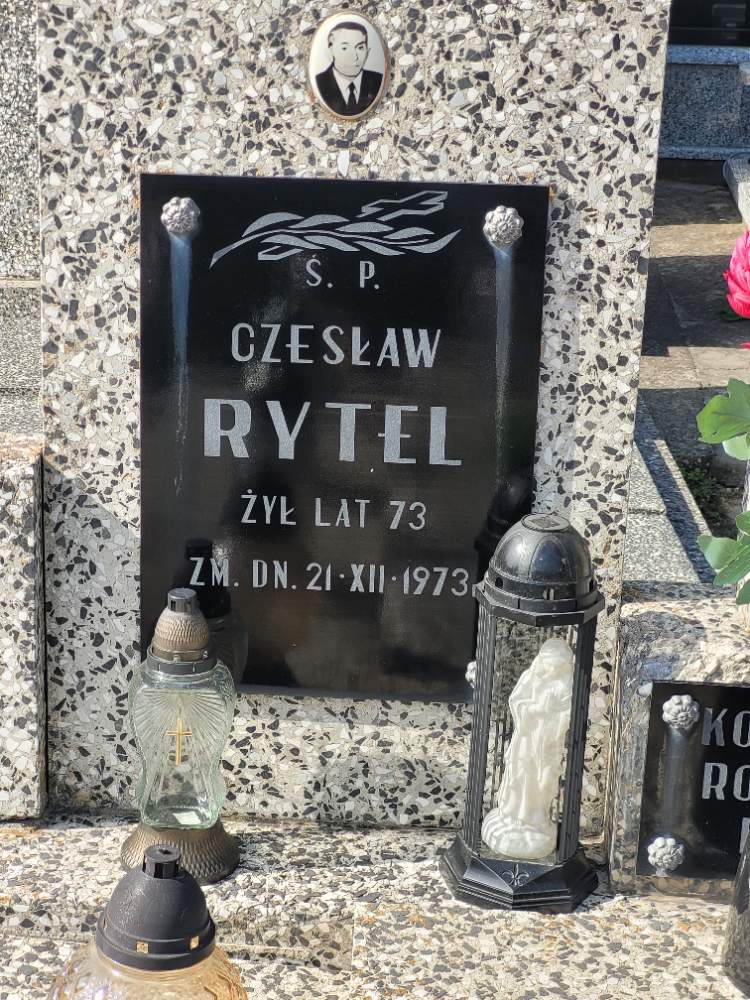 Ś. P.
CZESŁAW
RYTEL
ŻYŁ LAT 73
ZM. DN. 21·XII·1973